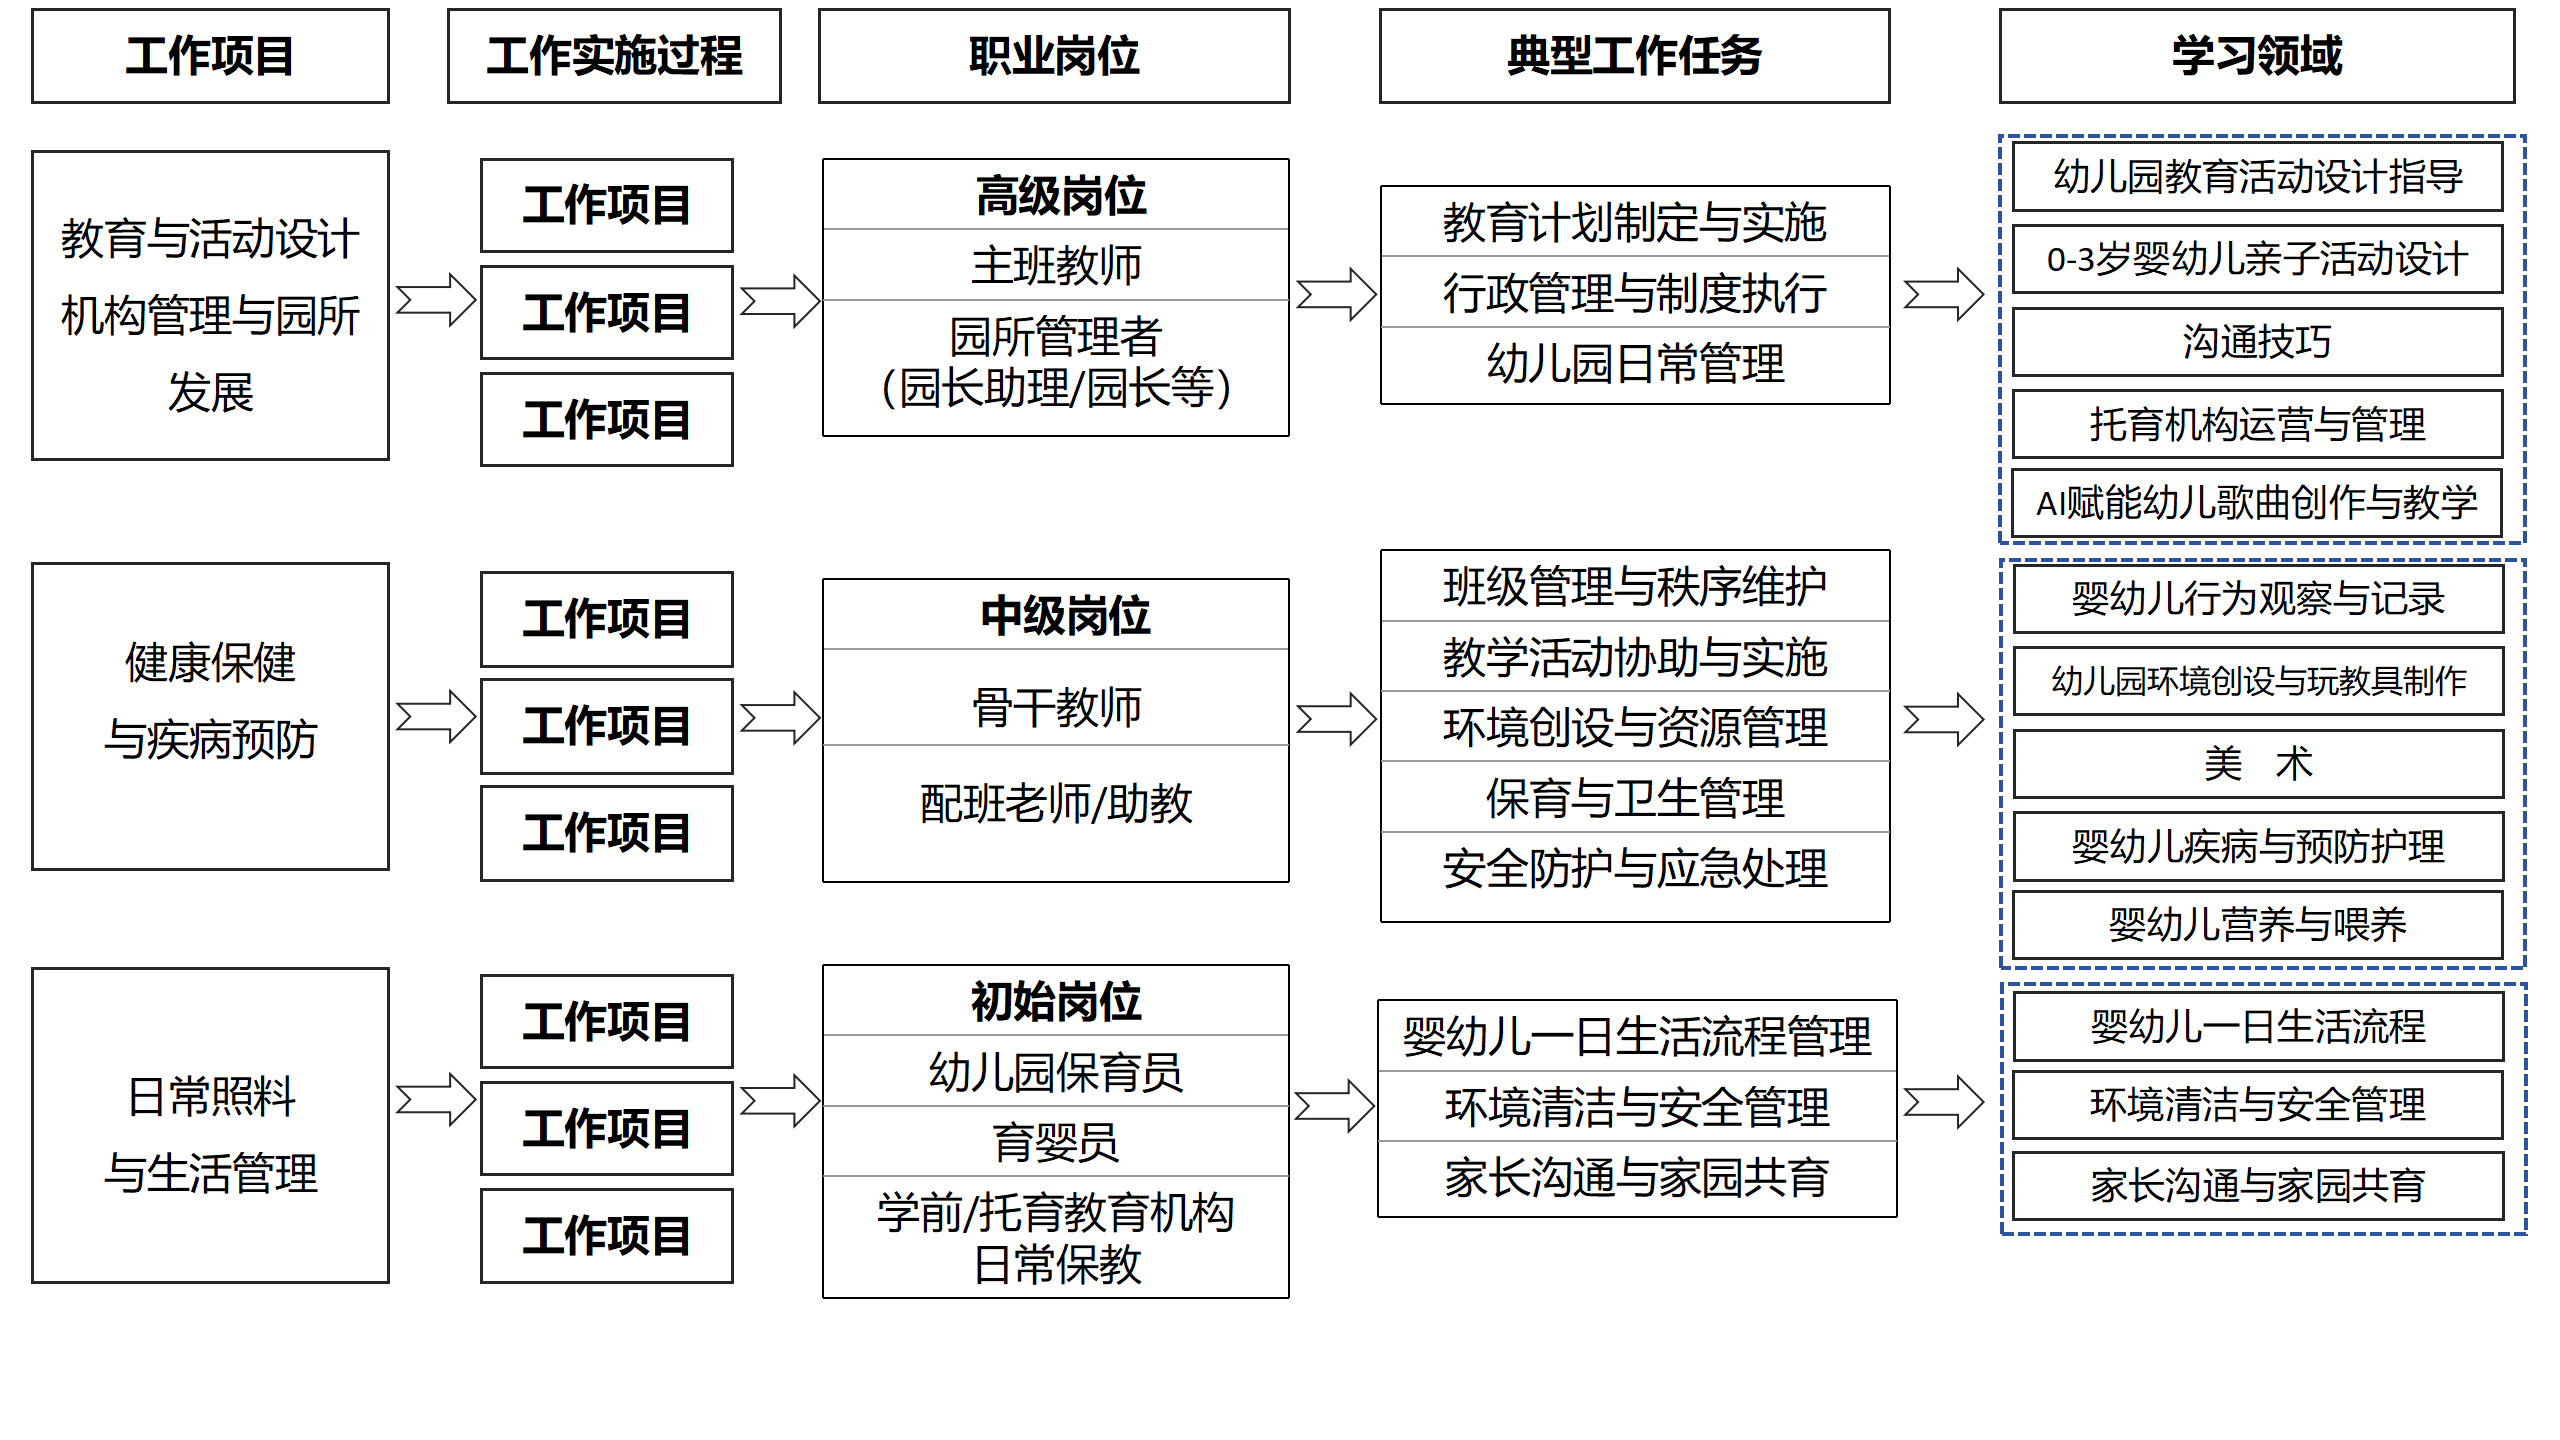 工作项目
工作实施过程
职业岗位
典型工作任务
学习领域
教育与活动设计
机构管理与园所
发展
工作项目
工作项目
工作项目
高级岗位
主班教师
园所管理者
（园长助理/园长等）
教育计划制定与实施
行政管理与制度执行
幼儿园日常管理
幼儿园教育活动设计指导
0-3岁婴幼儿亲子活动设计
沟通技巧
托育机构运营与管理
AI赋能幼儿歌曲创作与教学
健康保健
与疾病预防
工作项目
工作项目
工作项目
中级岗位
骨干教师
配班老师/助教
班级管理与秩序维护
教学活动协助与实施
环境创设与资源管理
保育与卫生管理
安全防护与应急处理
婴幼儿行为观察与记录
幼儿园环境创设与玩教具制作
美 术
婴幼儿疾病与预防护理
婴幼儿营养与喂养
日常照料
与生活管理
工作项目
工作项目
工作项目
初始岗位
幼儿园保育员
育婴员
学前/托育教育机构
日常保教
婴幼儿一日生活流程管理
环境清洁与安全管理
家长沟通与家园共育
婴幼儿一日生活流程
环境清洁与安全管理
家长沟通与家园共育